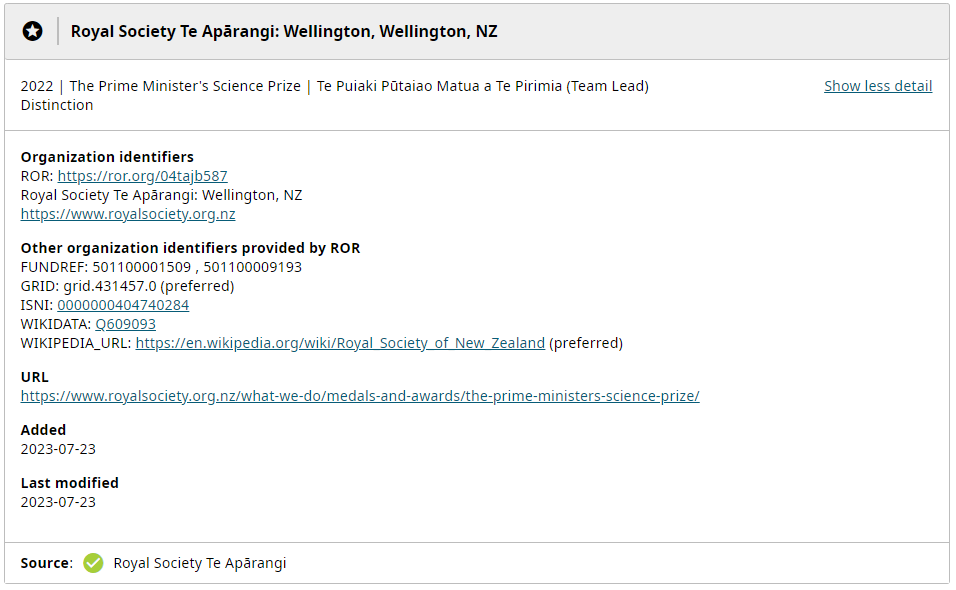 Royal Society Te Apārangi: Wellington, Wellington, NZ
2022 | The Prime Minister's Science Prize | Te Puiaki Pūtaiao Matua a Te Pirimia (Team Lead)
Show less detail
Distinction
Organization identifiers
ROR: https://ror.org/04tajb587
Royal Society Te Apārangi: Wellington, NZ
https://www.royalsociety.org.nz
Other organization identifiers provided by ROR
FUNDREF: 501100001509 , 501100009193
GRID: grid.431457.0 (preferred)
ISNI: 0000000404740284
WIKIDATA: Q609093
WIKIPEDIA_URL: https://en.wikipedia.org/wiki/Royal_Society_of_New_Zealand (preferred)
URL
https://www.royalsociety.org.nz/what-we-do/medals-and-awards/the-prime-ministers-science-prize/
Added
2023-07-23
Last modified
2023-07-23
Source: Royal Society Te Apārangi